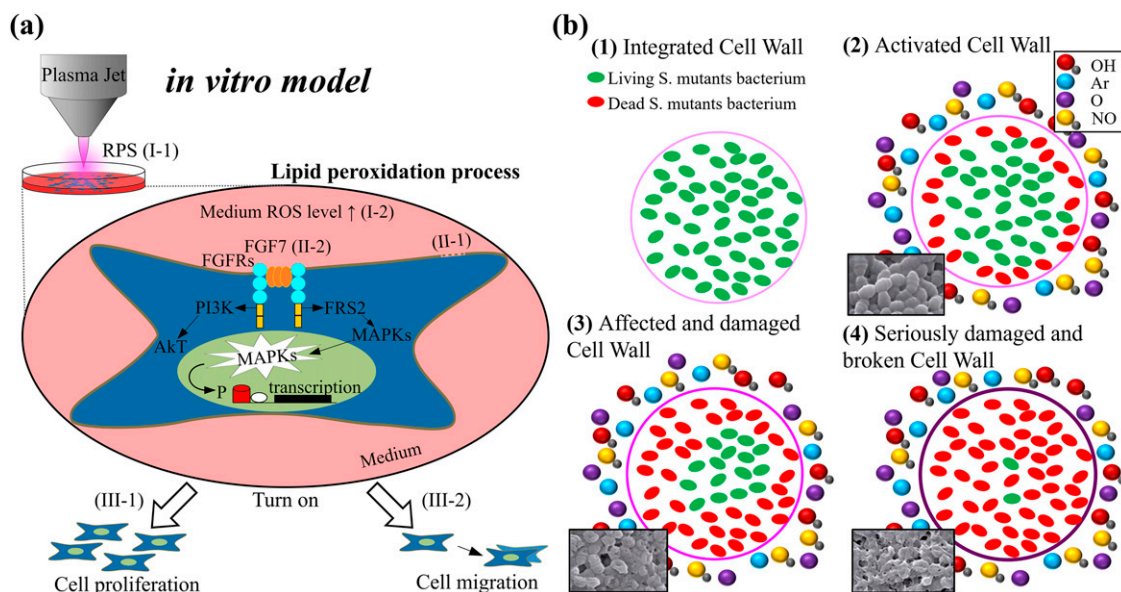 (a)
Plasma Jet
in vitro model
RPS (I-1)
Lipid peroxidation process
Medium ROS level ↑ (I-2)
FGF7 (II-2)
(II-1)
FGFRs
PI3K
FRS2
AkT
MAPKs
MAPKs
P
transcription
Medium
(III-1)
Turn on
(III-2)
Cell proliferation
Cell migration
(b)
(1) Integrated Cell Wall
Living S. mutants bacterium
Dead S. mutants bacterium
(2) Activated Cell Wall
OH
Ar
O
NO
(3) Affected and damaged
Cell Wall
(4) Seriously damaged and
broken Cell Wall